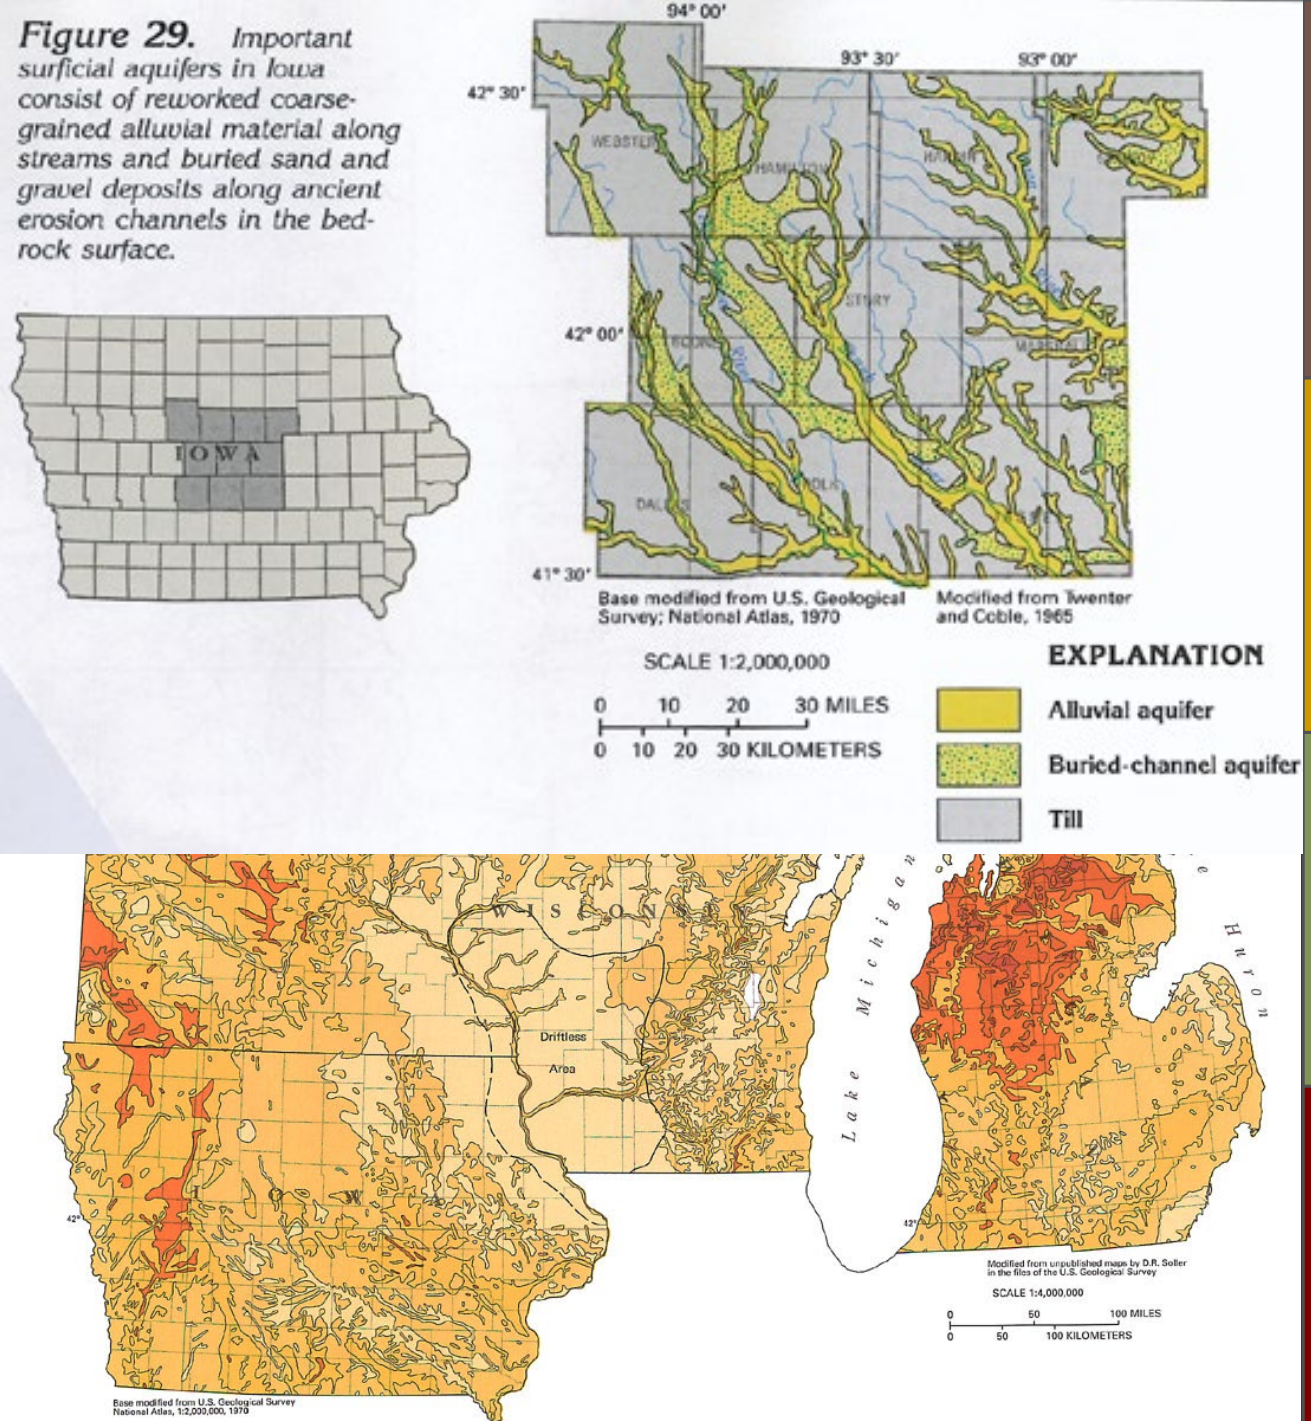 Figure 29. Important
surficial aquifers in Iowa
consist of reworked coarse-
grained alluvial material along
streams and buried sand and
gravel deposits along ancient
erosion channels in the bed-
rock surface.
IOWA
94° 00'
93° 30'
93° 00'
42° 30'
WEBSTER
HAMILTON
HARDIN
42° 00'
BOONE
STORY
MARSHALL
River
DALLAS
POLK
41° 30'
Base modified from U.S. Geological
Survey; National Atlas, 1970
Modified from Twenter
and Coble, 1965
SCALE 1:2,000,000
0 10 20 30 MILES
0 10 20 30 KILOMETERS
EXPLANATION
Alluvial aquifer
Buried-channel aquifer
Till
WISCONSIN
Driftless
Area
Lake Michigan
e Huron
IOWA
42°
42°
Modified from unpublished maps by D.R. Soller
in the files of the U.S. Geological Survey
SCALE 1:4,000,000
0 50 100 MILES
0 50 100 KILOMETERS
Base modified from U.S. Geological Survey
National Atlas, 1:2,000,000, 1970